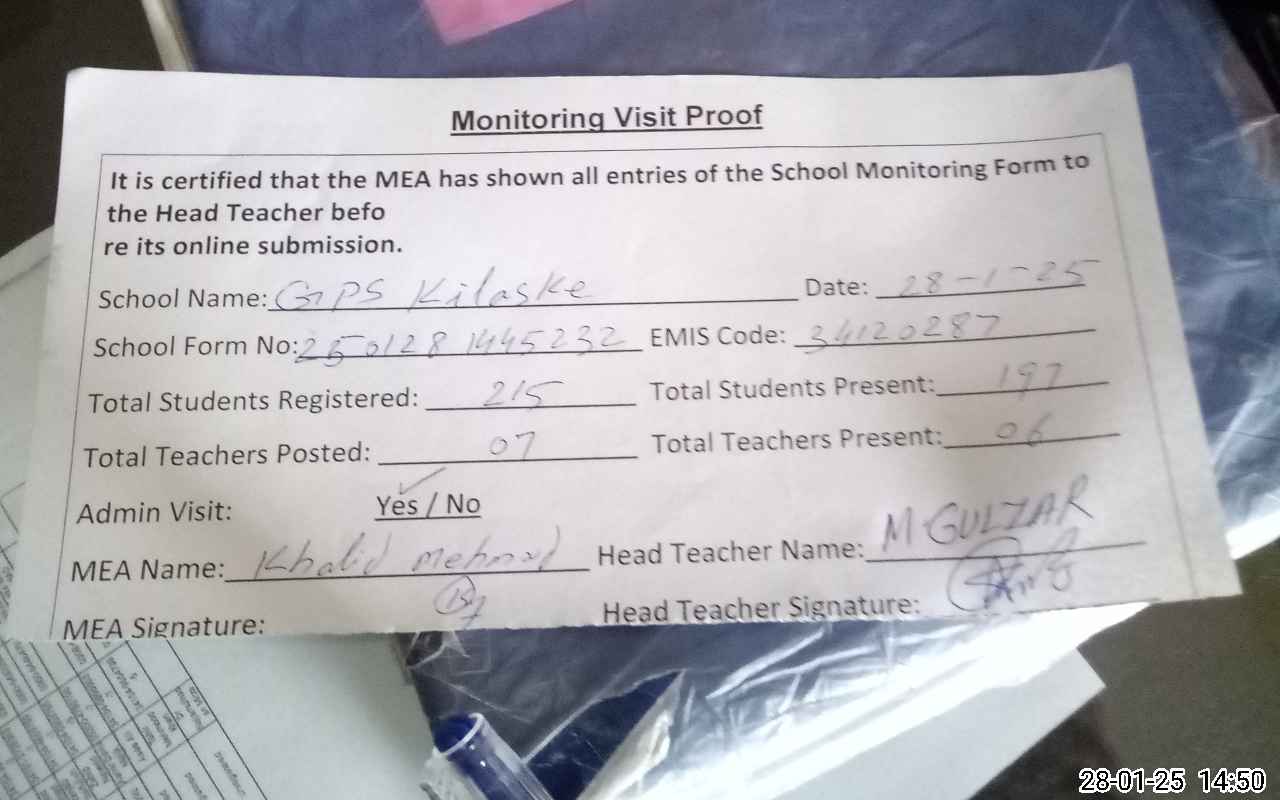 Monitoring Visit Proof
It is certified that the MEA has shown all entries of the School Monitoring Form to
the Head Teacher befo
re its online submission.
School Name: GPS Kilaske Date: 28-1-25
School Form No: 2501281445232 EMIS Code: 34120287
Total Students Registered: 215 Total Students Present: 197
Total Teachers Posted: 07 Total Teachers Present: 06
Admin Visit: Yes / No
MEA Name: Khalid Mehmod Head Teacher Name: M·GULZAR
MEA Signature: Head Teacher Signature:
28-01-25 14:50